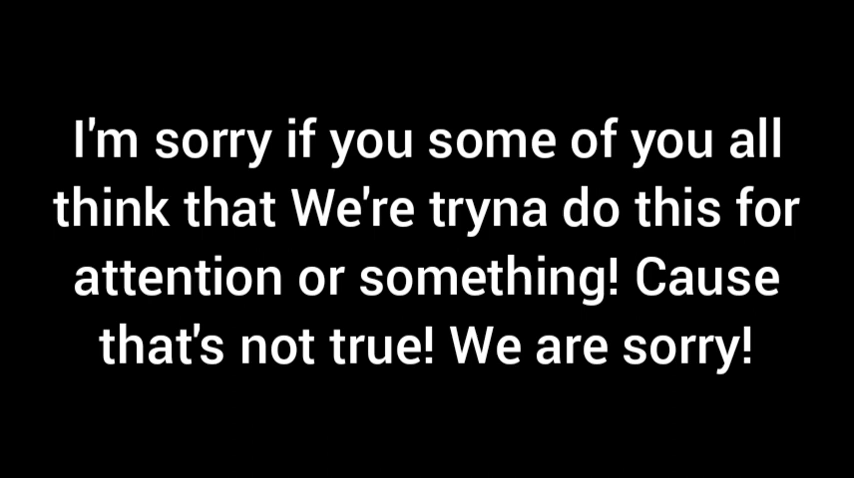 I'm sorry if you some of you all
think that We're tryna do this for
attention or something! Cause
that's not true! We are sorry!